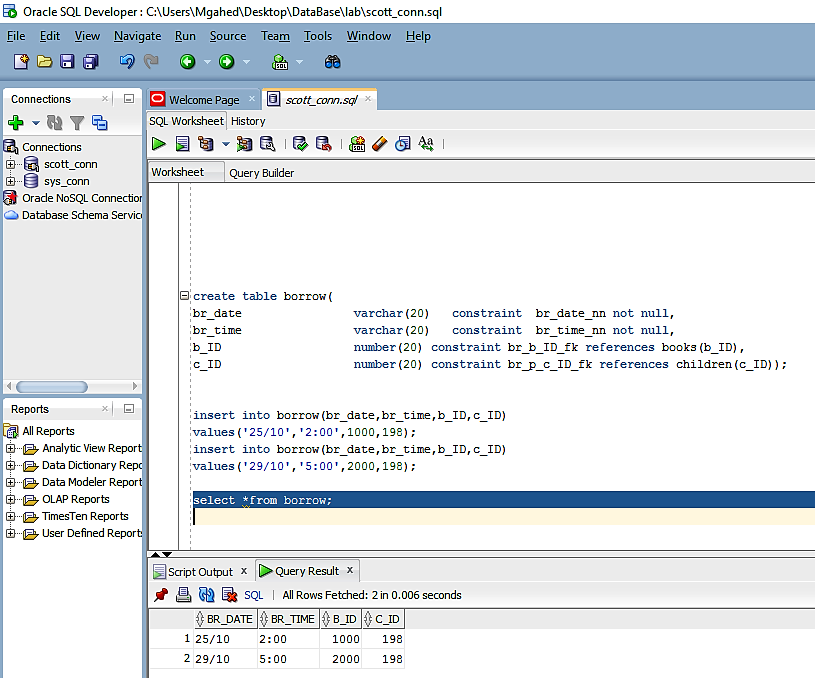 Oracle SQL Developer : C:\Users\Mgahed\Desktop\DataBase\lab\scott_conn.sql
File Edit View Navigate Run Source Team Tools Window Help
Connections
Connections
scott_conn
sys_conn
Oracle NoSQL Connection
Database Schema Servic
Reports
All Reports
Analytic View Report
Data Dictionary Repo
Data Modeler Report
OLAP Reports
TimesTen Reports
User Defined Reports
Welcome Page scott_conn.sql
SQL Worksheet History
Aa
Worksheet Query Builder
create table borrow(
br_date varchar(20) constraint br_date_nn not null,
br_time varchar(20) constraint br_time_nn not null,
b_ID number(20) constraint br_b_ID_fk references books(b_ID),
c_ID number(20) constraint br_p_c_ID_fk references children(c_ID));
insert into borrow(br_date,br_time,b_ID,c_ID)
values('25/10','2:00',1000,198);
insert into borrow(br_date,br_time,b_ID,c_ID)
values('29/10','5:00',2000,198);
select *from borrow;
Script Output Query Result
SQL All Rows Fetched: 2 in 0.006 seconds
BR_DATE BR_TIME B_ID C_ID
1 25/10 2:00 1000 198
2 29/10 5:00 2000 198